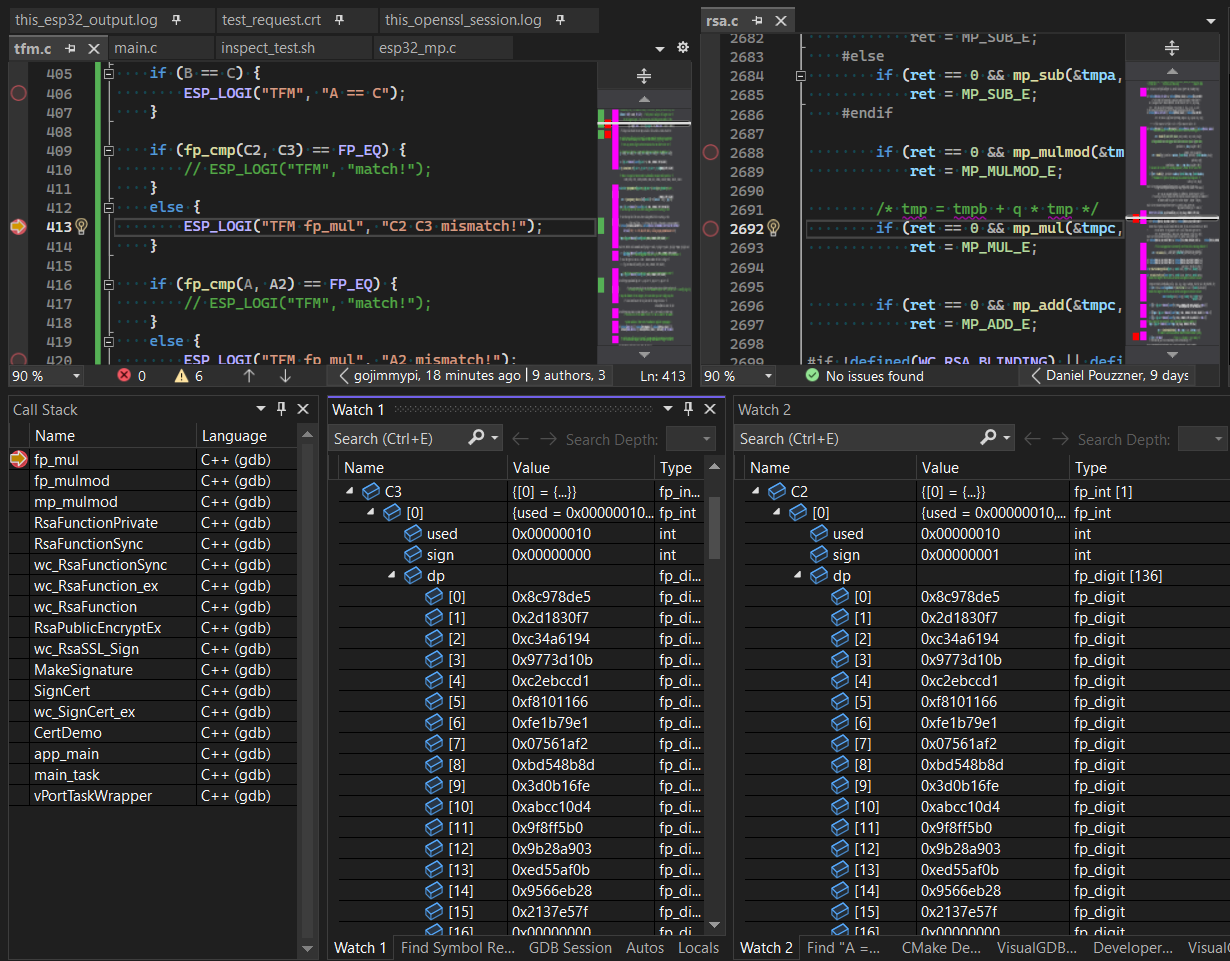 this_esp32_output.log test_request.crt this_openssl_session.log
tfm.c main.c inspect_test.sh esp32_mp.c
405 if (B == C) {
406 ESP_LOGI("TFM", "A == C");
407 }
408
409 if (fp_cmp(C2, C3) == FP_EQ) {
410 // ESP_LOGI("TFM", "match!");
411 }
412 else {
413 ESP_LOGI("TFM fp_mul", "C2 C3 mismatch!");
414 }
415
416 if (fp_cmp(A, A2) == FP_EQ) {
417 // ESP_LOGI("TFM", "match!");
418 }
419 else {
420 ESP_LOGI("TFM fp_mul", "A2 mismatch!");
90 % 0 6 gojimmypi, 18 minutes ago | 9 authors, 3 Ln: 413
rsa.c
2682 ret = MP_SUB_E;
2683 #else
2684 if (ret == 0 && mp_sub(&tmpa,
2685 ret = MP_SUB_E;
2686 #endif
2687
2688 if (ret == 0 && mp_mulmod(&tm
2689 ret = MP_MULMOD_E;
2690
2691 /* tmp = tmpb + q * tmp */
2692 if (ret == 0 && mp_mul(&tmpc,
2693 ret = MP_MUL_E;
2694
2695
2696 if (ret == 0 && mp_add(&tmpc,
2697 ret = MP_ADD_E;
2698
2699 #if !defined(WC_RSA_BLINDING) || defi
90 % No issues found Daniel Pouzzner, 9 days
Call Stack
Name Language
fp_mul C++ (gdb)
fp_mulmod C++ (gdb)
mp_mulmod C++ (gdb)
RsaFunctionPrivate C++ (gdb)
RsaFunctionSync C++ (gdb)
wc_RsaFunctionSync C++ (gdb)
wc_RsaFunction_ex C++ (gdb)
wc_RsaFunction C++ (gdb)
RsaPublicEncryptEx C++ (gdb)
wc_RsaSSL_Sign C++ (gdb)
MakeSignature C++ (gdb)
SignCert C++ (gdb)
wc_SignCert_ex C++ (gdb)
CertDemo C++ (gdb)
app_main C++ (gdb)
main_task C++ (gdb)
vPortTaskWrapper C++ (gdb)
Watch 1
Search (Ctrl+E) Search Depth:
Name Value Type
C3 {[0] = {...}} fp_in...
[0] {used = 0x00000010... fp_int
used 0x00000010 int
sign 0x00000000 int
dp fp_di...
[0] 0x8c978de5 fp_di...
[1] 0x2d1830f7 fp_di...
[2] 0xc34a6194 fp_di...
[3] 0x9773d10b fp_di...
[4] 0xc2ebccd1 fp_di...
[5] 0xf8101166 fp_di...
[6] 0xfe1b79e1 fp_di...
[7] 0x07561af2 fp_di...
[8] 0xbd548b8d fp_di...
[9] 0x3d0b16fe fp_di...
[10] 0xabcc10d4 fp_di...
[11] 0x9f8ff5b0 fp_di...
[12] 0x9b28a903 fp_di...
[13] 0xed55af0b fp_di...
[14] 0x9566eb28 fp_di...
[15] 0x2137e57f fp_di...
[16] 0x00000000 fp_di...
Watch 1 Find Symbol Re... GDB Session Autos Locals
Watch 2
Search (Ctrl+E) Search Depth:
Name Value Type
C2 {[0] = {...}} fp_int [1]
[0] {used = 0x00000010,... fp_int
used 0x00000010 int
sign 0x00000001 int
dp fp_digit [136]
[0] 0x8c978de5 fp_digit
[1] 0x2d1830f7 fp_digit
[2] 0xc34a6194 fp_digit
[3] 0x9773d10b fp_digit
[4] 0xc2ebccd1 fp_digit
[5] 0xf8101166 fp_digit
[6] 0xfe1b79e1 fp_digit
[7] 0x07561af2 fp_digit
[8] 0xbd548b8d fp_digit
[9] 0x3d0b16fe fp_digit
[10] 0xabcc10d4 fp_digit
[11] 0x9f8ff5b0 fp_digit
[12] 0x9b28a903 fp_digit
[13] 0xed55af0b fp_digit
[14] 0x9566eb28 fp_digit
[15] 0x2137e57f fp_digit
[16] 0x00000000 fp_digit
Watch 2 Find "A =... CMake De... VisualGDB... Developer... VisualG